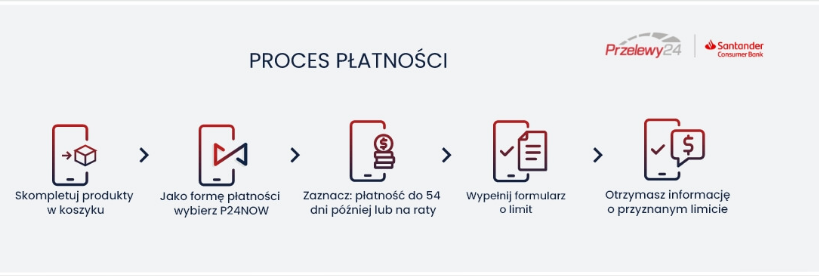 PROCES PŁATNOŚCI
Przelewy24
Santander
Consumer Bank
Skompletuj produkty
w koszyku
Jako formę płatności
wybierz P24NOW
Zaznacz: płatność do 54
dni później lub na raty
Wypełnij formularz
o limit
Otrzymasz informację
o przyznanym limicie